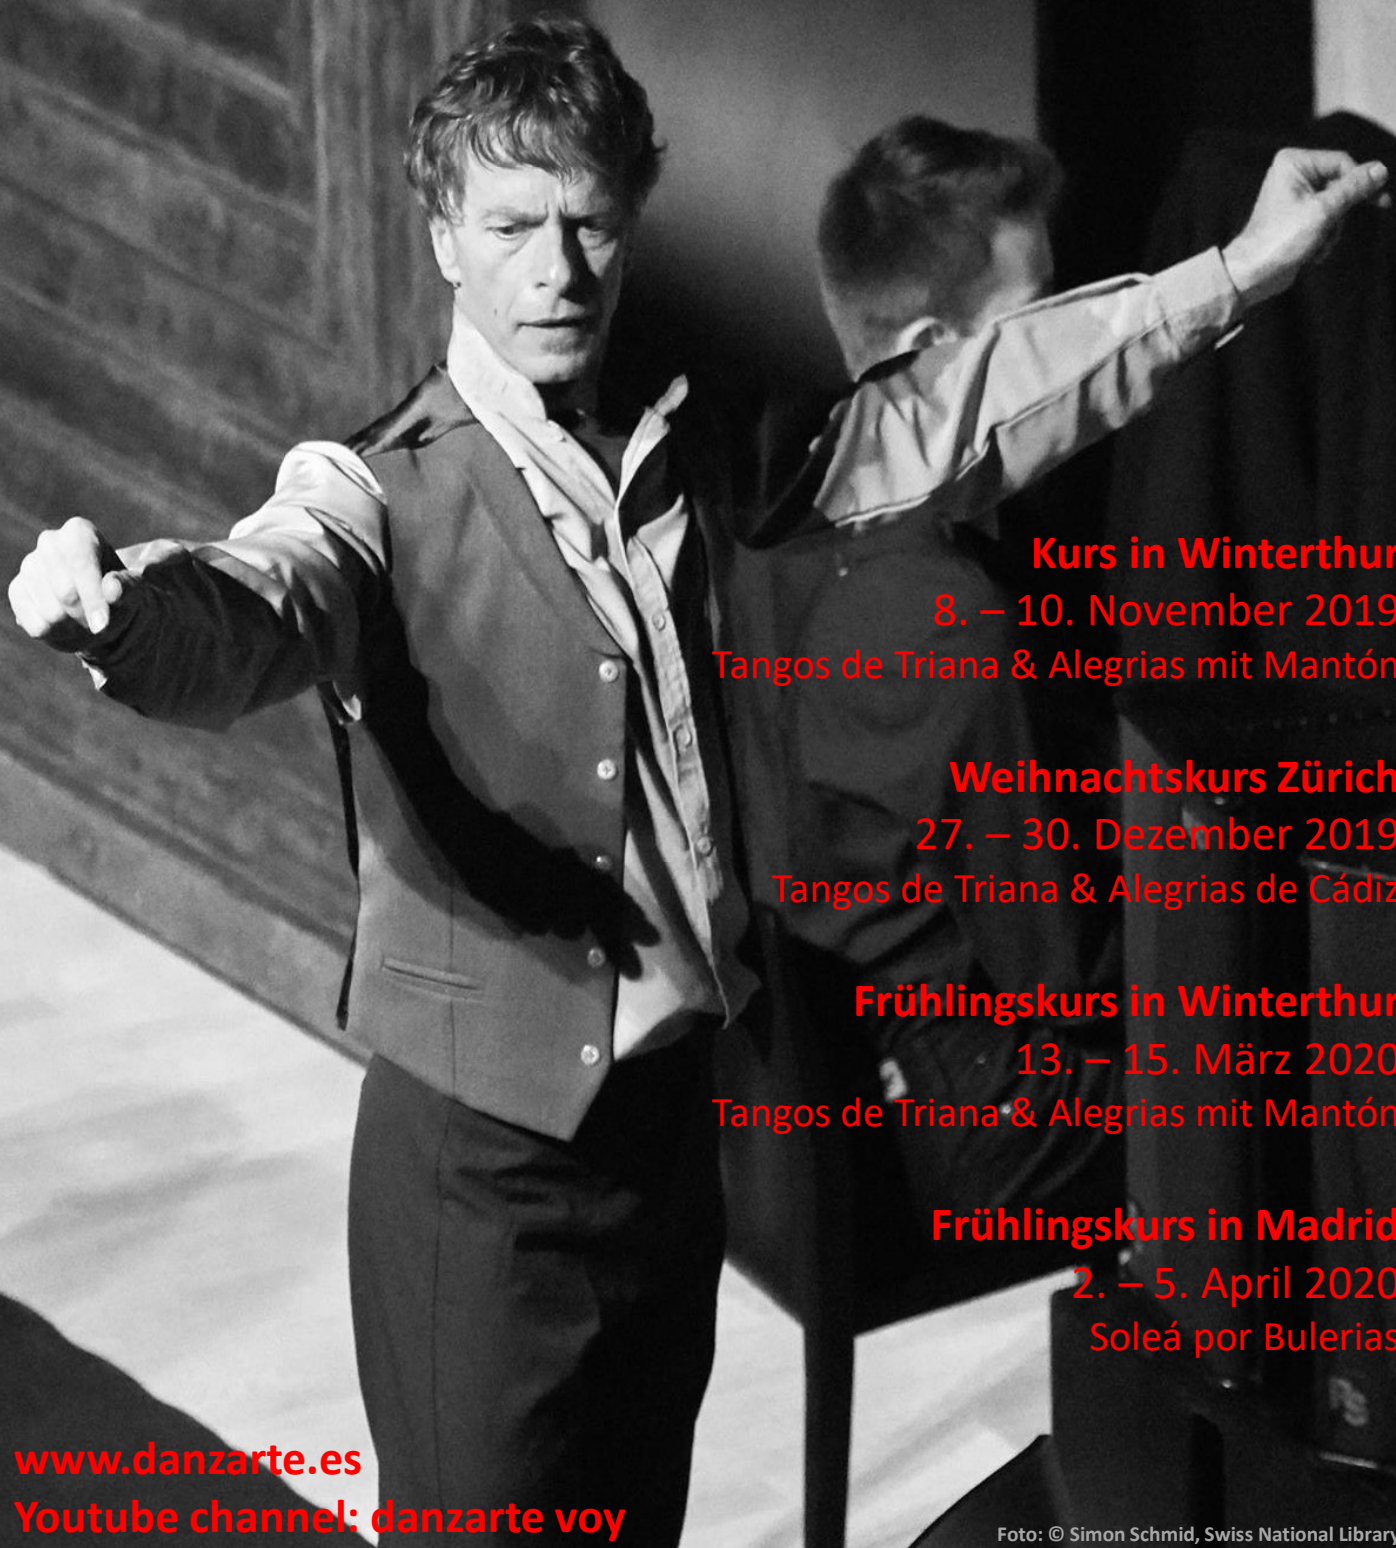 Kurs in Winterthur
8. – 10. November 2019
Tangos de Triana & Alegrias mit Mantón
Weihnachtskurs Zürich
27. – 30. Dezember 2019
Tangos de Triana & Alegrias de Cádiz
Frühlingskurs in Winterthur
13. – 15. März 2020
Tangos de Triana & Alegrias mit Mantón
Frühlingskurs in Madrid
2. – 5. April 2020
Soleá por Bulerias
www.danzarte.es
Youtube channel: danzarte voy
Foto: © Simon Schmid, Swiss National Library